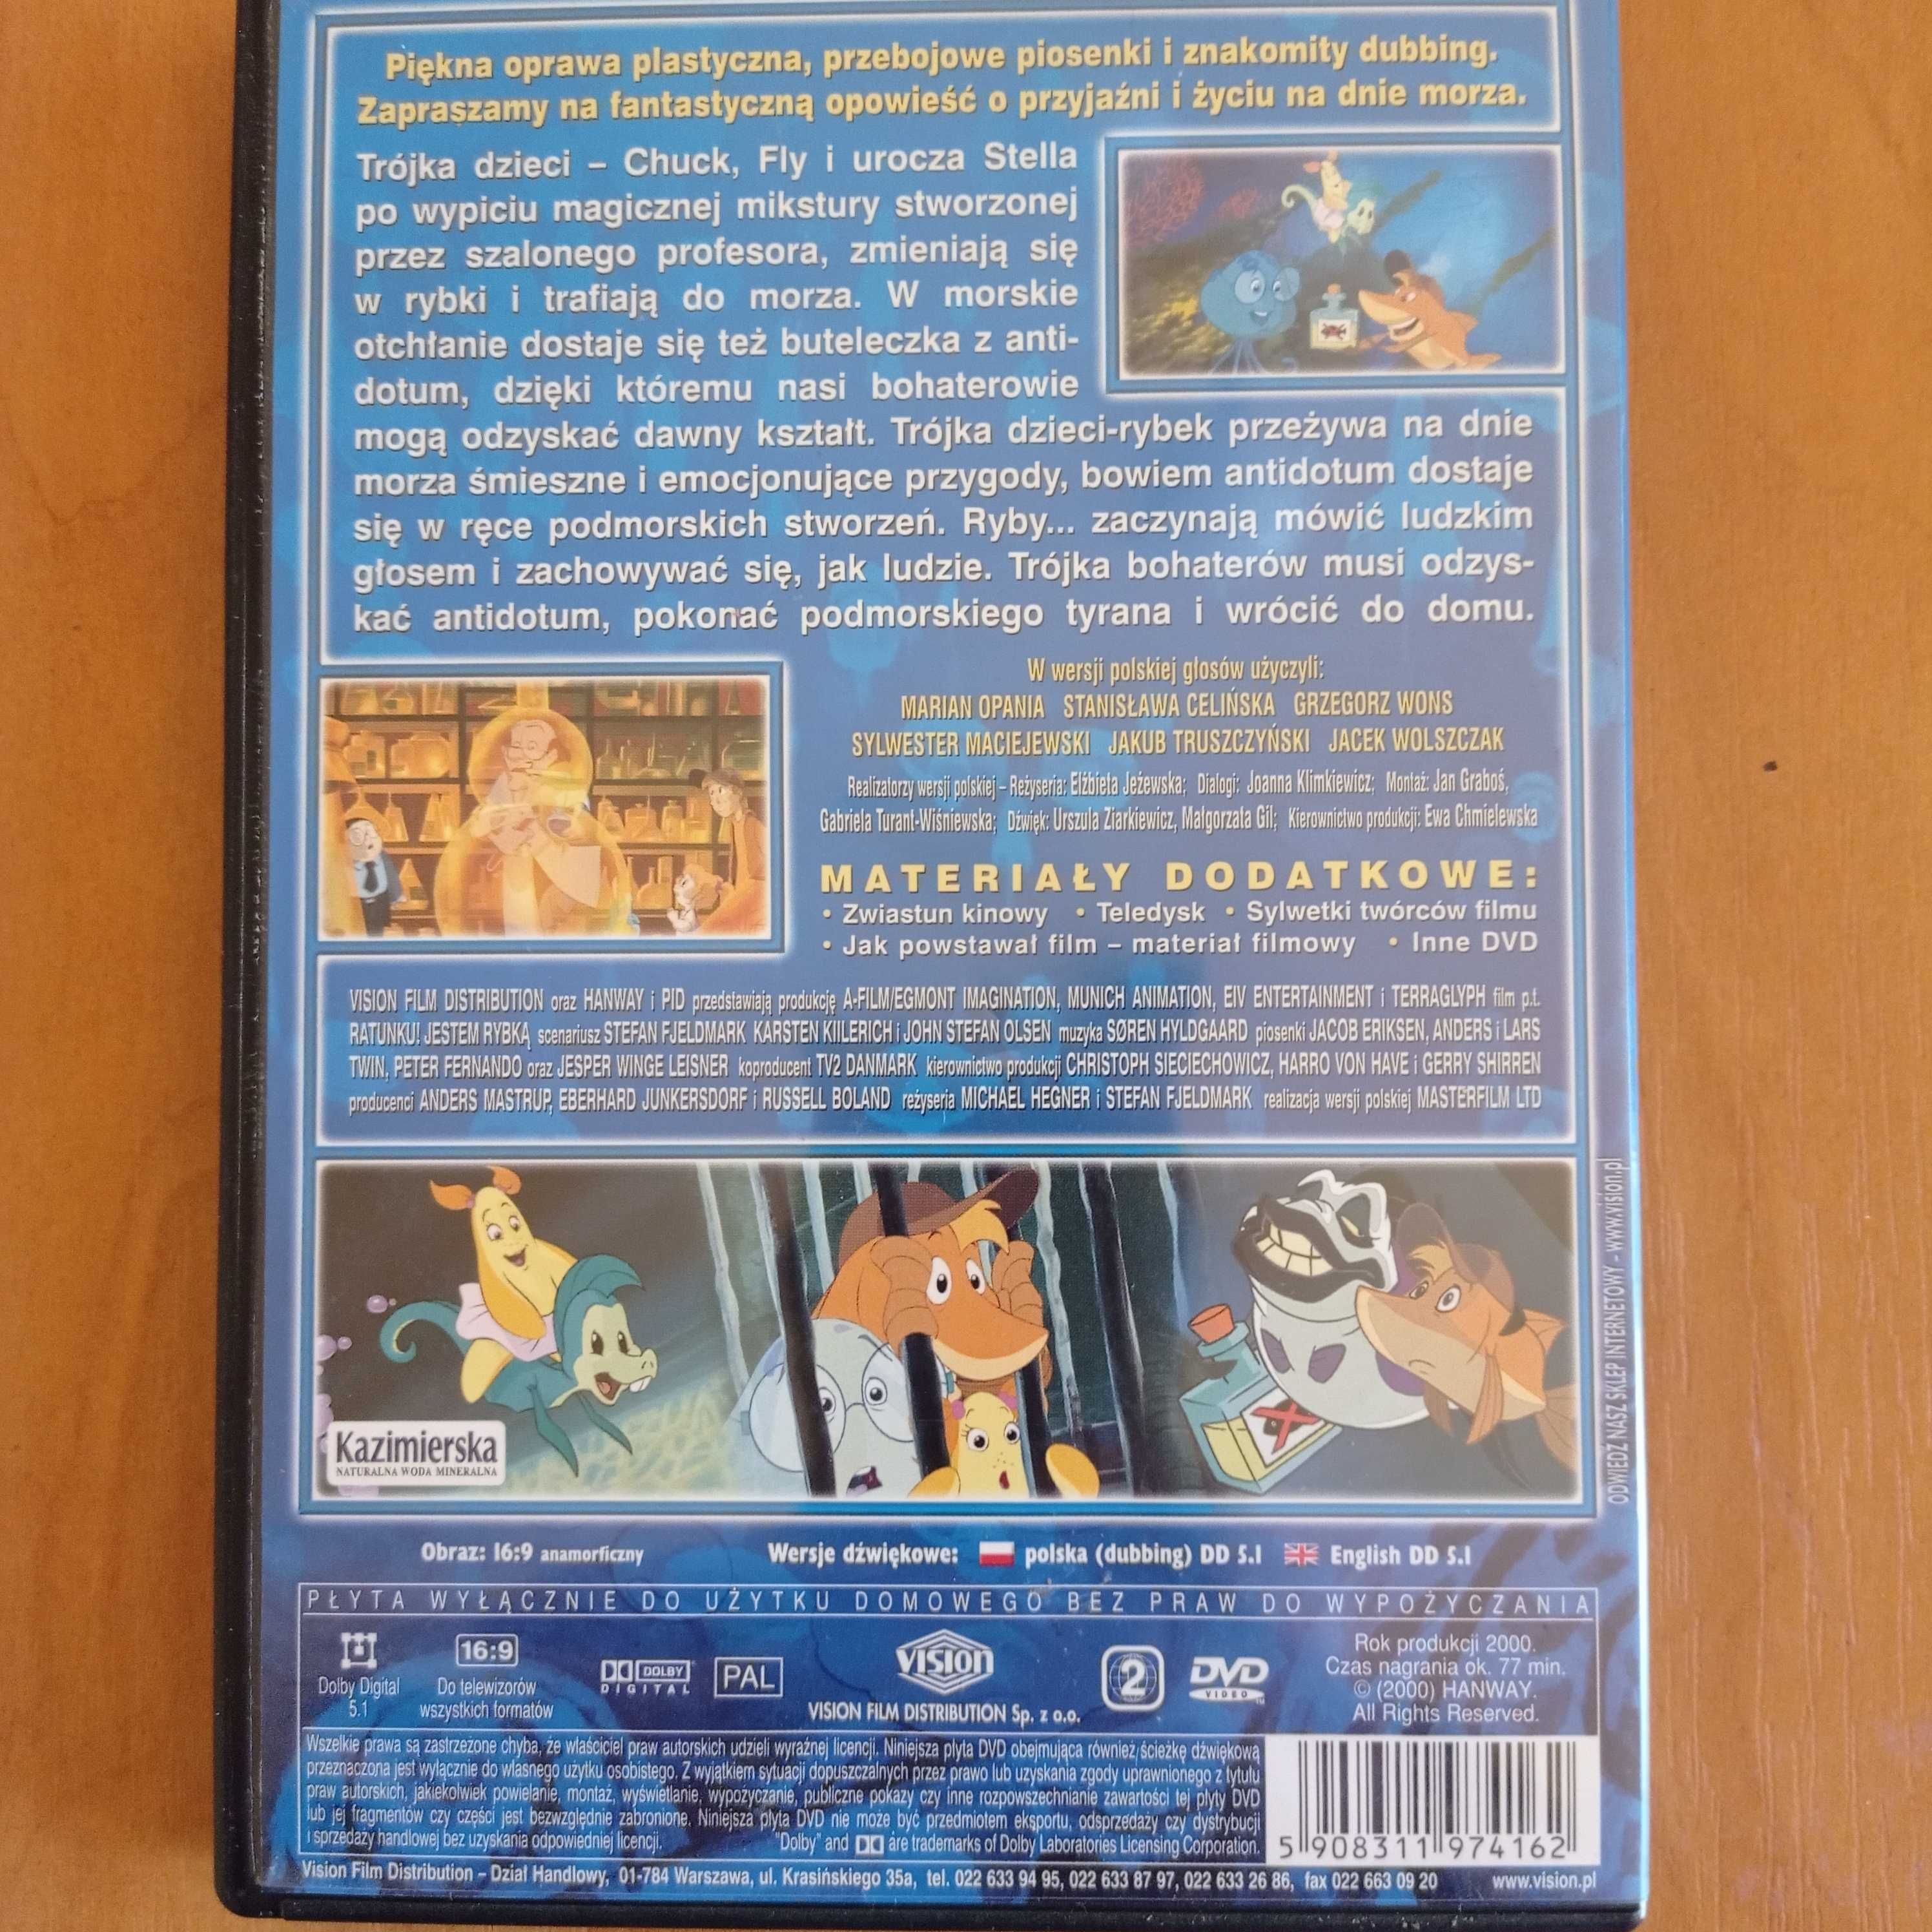 Piękna oprawa plastyczna, przebojowe piosenki i znakomity dubbing.
Zapraszamy na fantastyczną opowieść o przyjaźni i życiu na dnie morza.
Trójka dzieci – Chuck, Fly i urocza Stella
po wypiciu magicznej mikstury stworzonej
przez szalonego profesora, zmieniają się
w rybki i trafiają do morza. W morskie
otchłanie dostaje się też buteleczka z anti-
dotum, dzięki któremu nasi bohaterowie
mogą odzyskać dawny kształt. Trójka dzieci-rybek przeżywa na dnie
morza śmieszne i emocjonujące przygody, bowiem antidotum dostaje
się w ręce podmorskich stworzeń. Ryby... zaczynają mówić ludzkim
głosem i zachowywać się, jak ludzie. Trójka bohaterów musi odzys-
kać antidotum, pokonać podmorskiego tyrana i wrócić do domu.
W wersji polskiej głosów użyczyli:
MARIAN OPANIA STANISŁAWA CELIŃSKA GRZEGORZ WONS
SYLWESTER MACIEJEWSKI JAKUB TRUSZCZYŃSKI JACEK WOLSZCZAK
Realizatorzy wersji polskiej – Reżyseria: Elżbieta Jeżewska; Dialogi: Joanna Klimkiewicz; Montaż: Jan Graboś,
Gabriela Turant-Wiśniewska; Dźwięk: Urszula Ziarkiewicz, Małgorzata Gil; Kierownictwo produkcji: Ewa Chmielewska
MATERIAŁY DODATKOWE:
• Zwiastun kinowy • Teledysk • Sylwetki twórców filmu
• Jak powstawał film – materiał filmowy • Inne DVD
VISION FILM DISTRIBUTION oraz HANWAY i PID przedstawiają produkcję A-FILM/EGMONT IMAGINATION, MUNICH ANIMATION, EIV ENTERTAINMENT i TERRAGLYPH film p.t.
RATUNKU! JESTEM RYBKĄ scenariusz STEFAN FJELDMARK KARSTEN KIILERICH i JOHN STEFAN OLSEN muzyka SØREN HYLDGAARD piosenki JACOB ERIKSEN, ANDERS i LARS
TWIN, PETER FERNANDO oraz JESPER WINGE LEISNER koproducent TV2 DANMARK kierownictwo produkcji CHRISTOPH SIECIECHOWICZ, HARRO VON HAVE i GERRY SHIRREN
producenci ANDERS MASTRUP, EBERHARD JUNKERSDORF i RUSSELL BOLAND reżyseria MICHAEL HEGNER i STEFAN FJELDMARK realizacja wersji polskiej MASTERFILM LTD
Kazimierska
NATURALNA WODA MINERALNA
ODWIEDŹ NASZ SKLEP INTERNETOWY - www.vision.pl
Obraz: 16:9 anamorficzny Wersje dźwiękowe: polska (dubbing) DD 5.1 English DD 5.1
PŁYTA WYŁĄCZNIE DO UŻYTKU DOMOWEGO BEZ PRAW DO WYPOŻYCZANIA
Dolby Digital
5.1
16:9
Do telewizorów
wszystkich formatów
DOLBY
DIGITAL
PAL
VISION
VISION FILM DISTRIBUTION Sp. z o.o.
2
DVD
VIDEO
Rok produkcji 2000.
Czas nagrania ok. 77 min.
© (2000) HANWAY.
All Rights Reserved.
Wszelkie prawa są zastrzeżone chyba, że właściciel praw autorskich udzieli wyraźnej licencji. Niniejsza płyta DVD obejmująca również ścieżkę dźwiękową
przeznaczona jest wyłącznie do własnego użytku osobistego. Z wyjątkiem sytuacji dopuszczalnych przez prawo lub uzyskania zgody uprawnionego z tytułu
praw autorskich, jakiekolwiek powielanie, montaż, wyświetlanie, wypożyczanie, publiczne pokazy czy inne rozpowszechnianie zawartości tej płyty DVD
lub jej fragmentów czy części jest bezwzględnie zabronione. Niniejsza płyta DVD nie może być przedmiotem eksportu, odsprzedaży czy dystrybucji
i sprzedaży handlowej bez uzyskania odpowiedniej licencji. "Dolby" and are trademarks of Dolby Laboratories Licensing Corporation.
5 908311 974162
Vision Film Distribution – Dział Handlowy, 01-784 Warszawa, ul. Krasińskiego 35a, tel. 022 633 94 95, 022 633 87 97, 022 633 26 86, fax 022 663 09 20 www.vision.pl